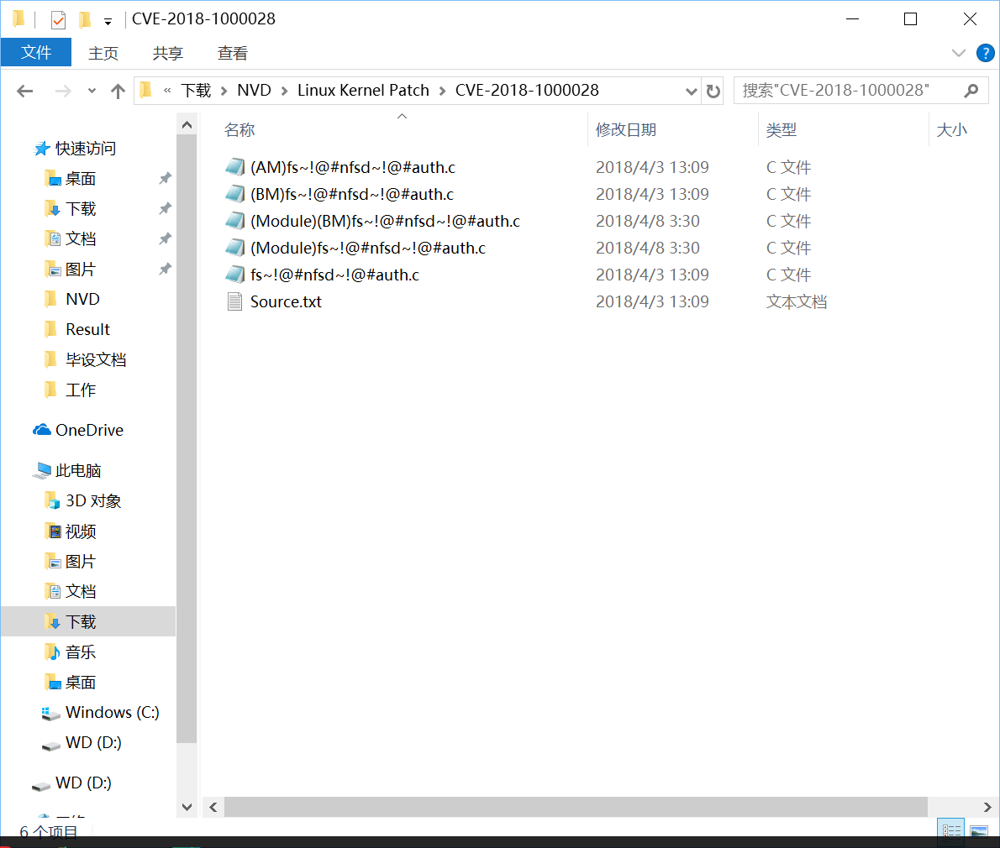 CVE-2018-1000028
文件 主页 共享 查看
« 下载 > NVD > Linux Kernel Patch > CVE-2018-1000028
搜索"CVE-2018-1000028"
名称 修改日期 类型 大小
(AM)fs~!@#nfsd~!@#auth.c 2018/4/3 13:09 C 文件
(BM)fs~!@#nfsd~!@#auth.c 2018/4/3 13:09 C 文件
(Module)(BM)fs~!@#nfsd~!@#auth.c 2018/4/8 3:30 C 文件
(Module)fs~!@#nfsd~!@#auth.c 2018/4/8 3:30 C 文件
fs~!@#nfsd~!@#auth.c 2018/4/3 13:09 C 文件
Source.txt 2018/4/3 13:09 文本文档
快速访问
桌面
下载
文档
图片
NVD
Result
毕设文档
工作
OneDrive
此电脑
3D 对象
视频
图片
文档
下载
音乐
桌面
Windows (C:)
WD (D:)
WD (D:)
6 个项目